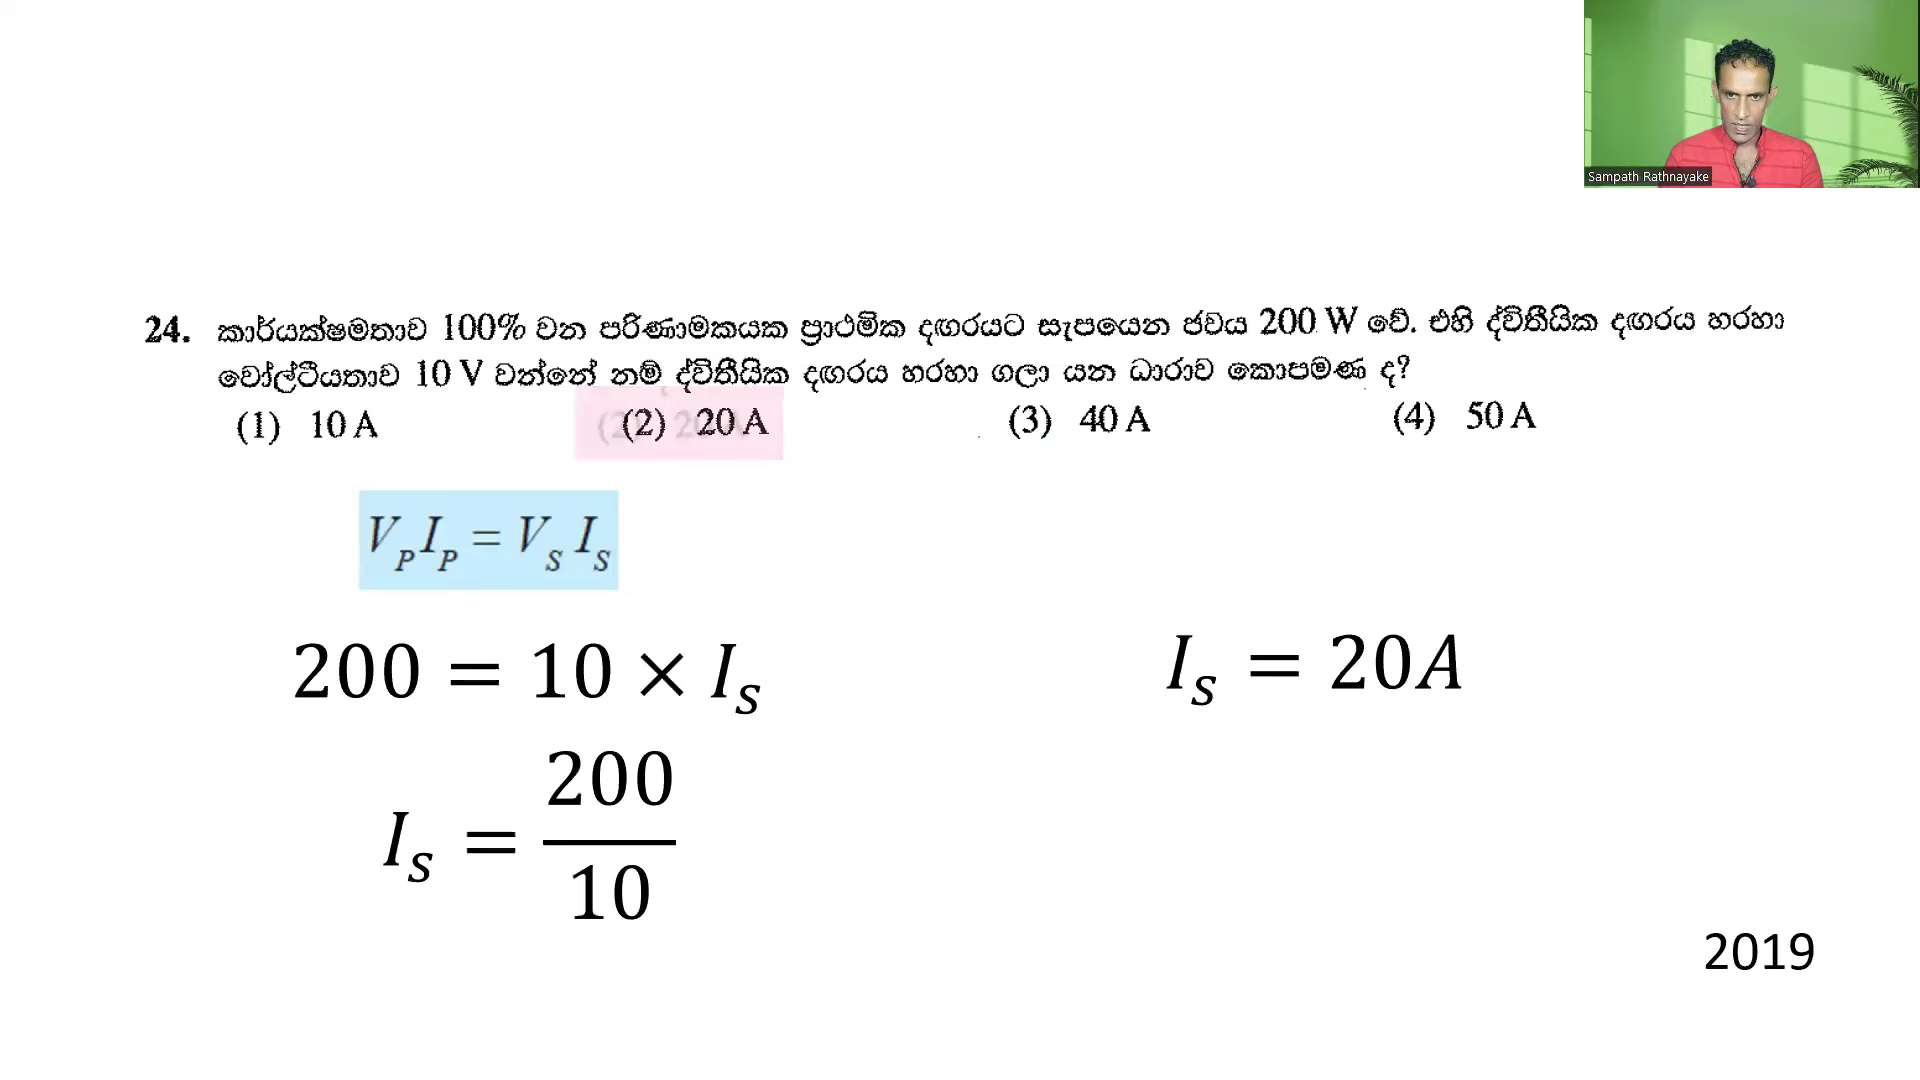 Sampath Rathnayake
24. කාර්යක්ෂමතාව 100% වන පරිණාමකයක ප්‍රාථමික දඟරයට සැපයෙන ජවය 200 W වේ. එහි ද්විතීයික දඟරය හරහා
වෝල්ටීයතාව 10 V වන්නේ නම් ද්විතීයික දඟරය හරහා ගලා යන ධාරාව කොපමණ ද?
(1) 10 A (2) 20 A (3) 40 A (4) 50 A
V_P I_P = V_S I_S
200 = 10 × I_s
I_s = 20A
I_s = 200/10
2019